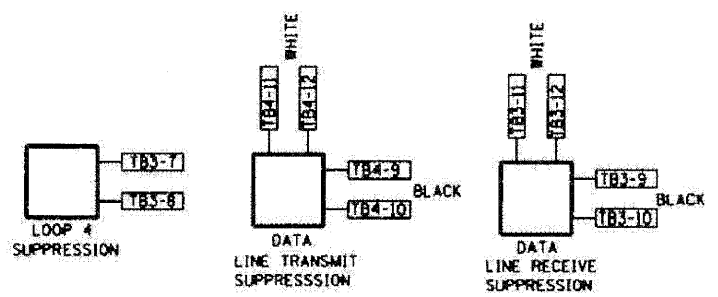 WHITE
TB4-11
TB4-12
WHITE
TB3-11
TB3-12
TB3-7
TB3-8
TB4-9
BLACK
TB4-10
TB3-9
BLACK
TB3-10
LOOP 4
SUPPRESSION
DATA
LINE TRANSMIT
SUPPRESSSION
DATA
LINE RECEIVE
SUPPRESSION